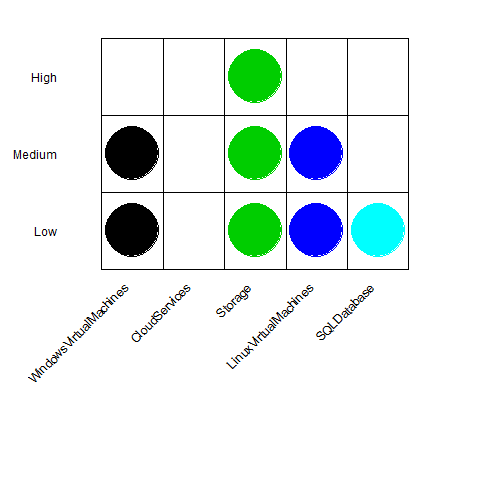 High
Medium
Low
WindowsVirtualMachines
CloudServices
Storage
LinuxVirtualMachines
SQLDatabase